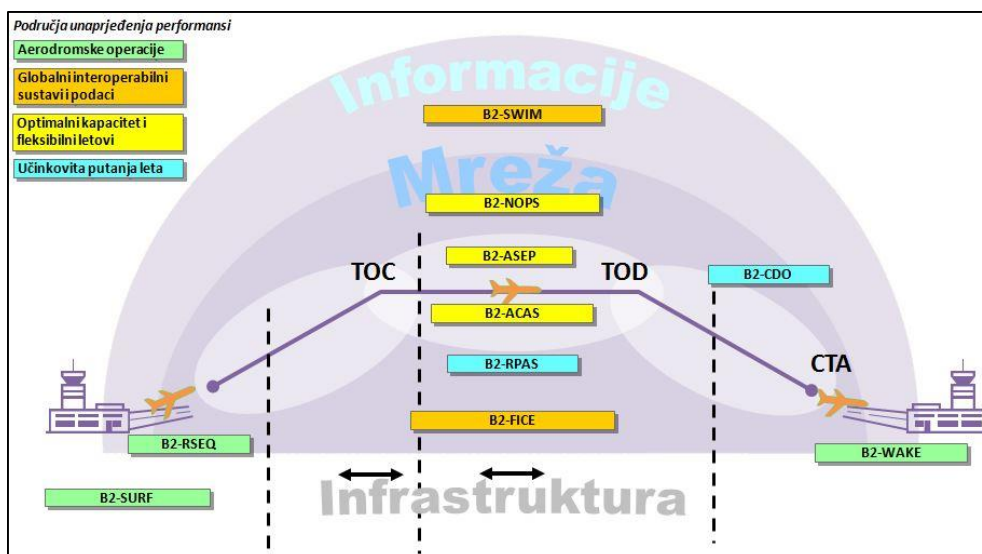 Područja unaprjeđenja performansi
Aerodromske operacije
Globalni interoperabilni
sustavi i podaci
Optimalni kapacitet i
fleksibilni letovi
Učinkovita putanja leta
Informacije
B2-SWIM
Mreža
B2-NOPS
B2-ASEP
TOC
TOD
B2-CDO
B2-ACAS
B2-RPAS
CTA
B2-FICE
B2-RSEQ
B2-WAKE
B2-SURF
Infrastruktura